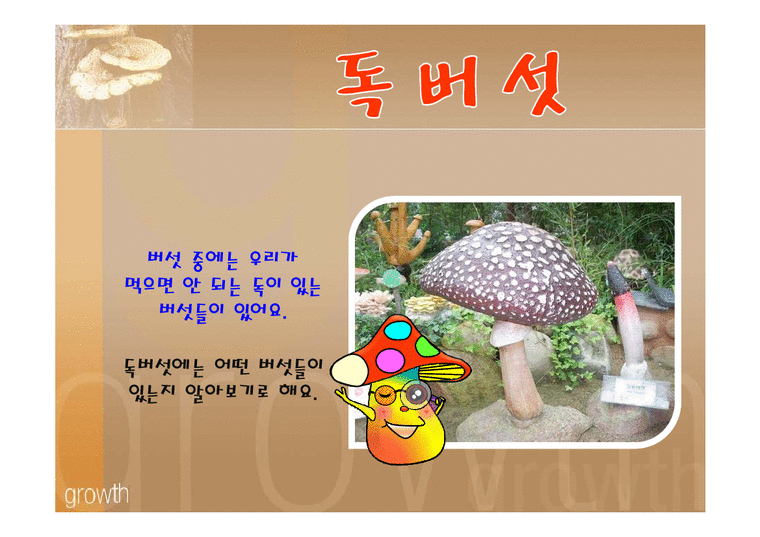 독버섯
버섯 중에는 우리가
먹으면 안 되는 독이 있는
버섯들이 있어요.
독버섯에는 어떤 버섯들이
있는지 알아보기로 해요.
growth
growth
growth